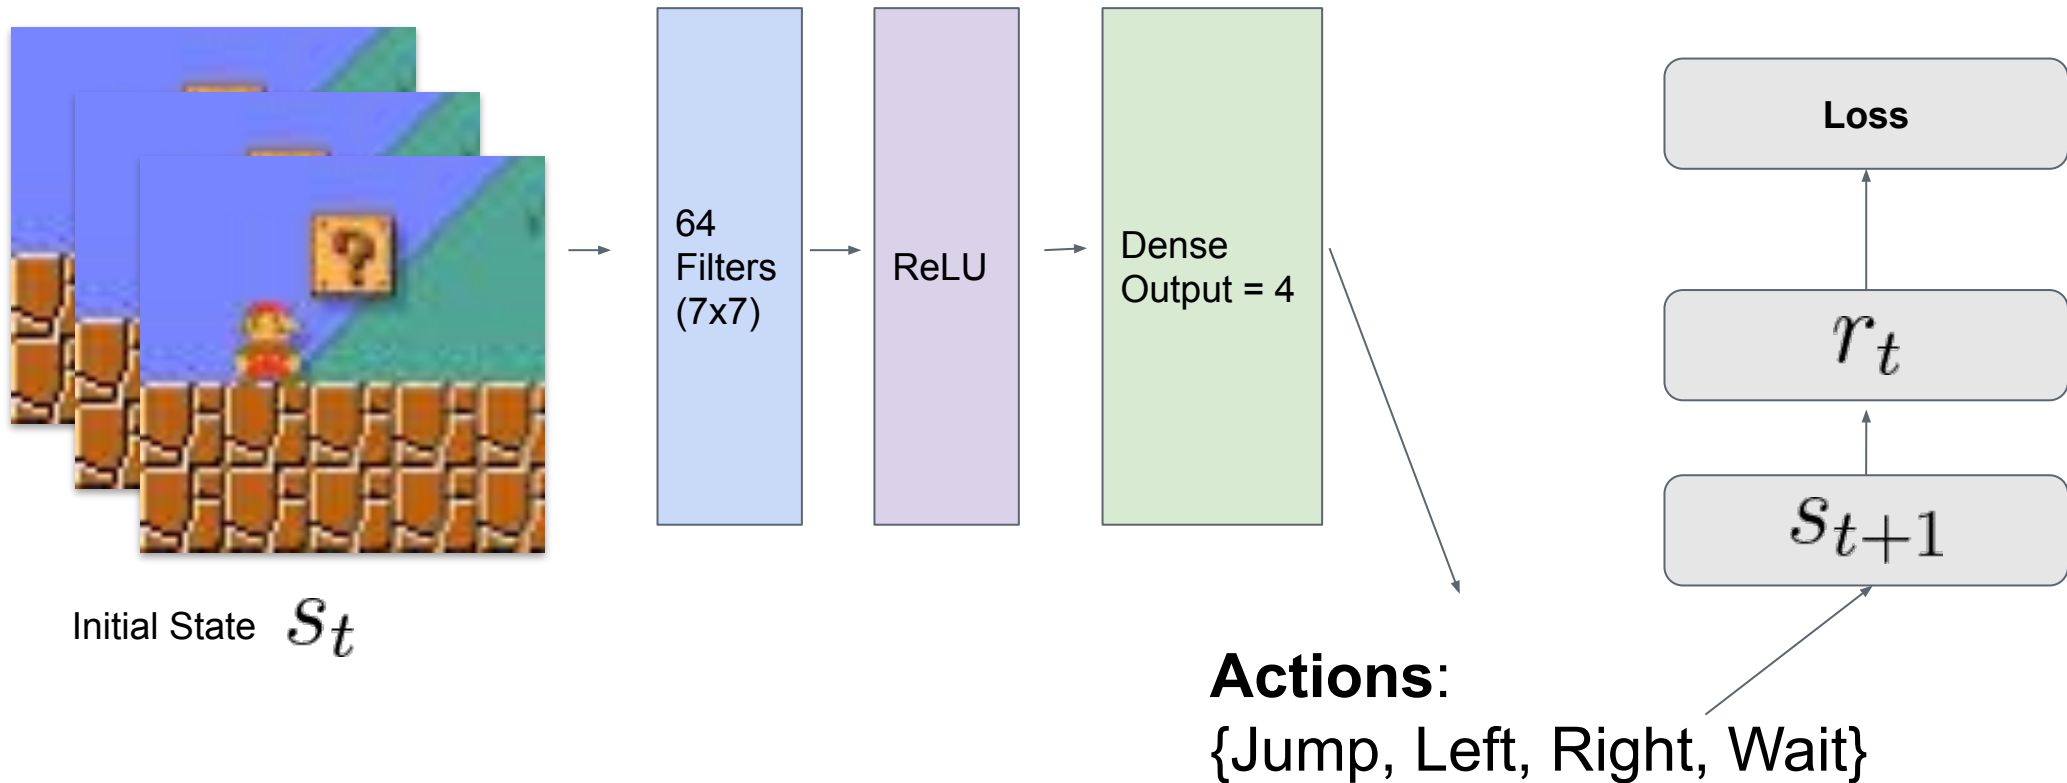 ?
Initial State s_t
64
Filters
(7x7)
ReLU
Dense
Output = 4
Actions:
{Jump, Left, Right, Wait}
Loss
r_t
s_{t+1}